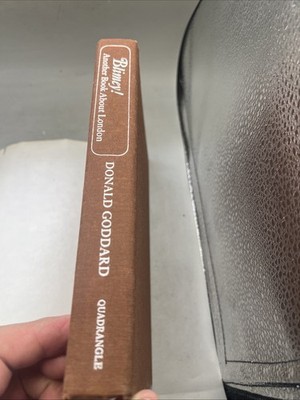 Blimey!
Another Book About London
DONALD GODDARD
QUADRANGLE